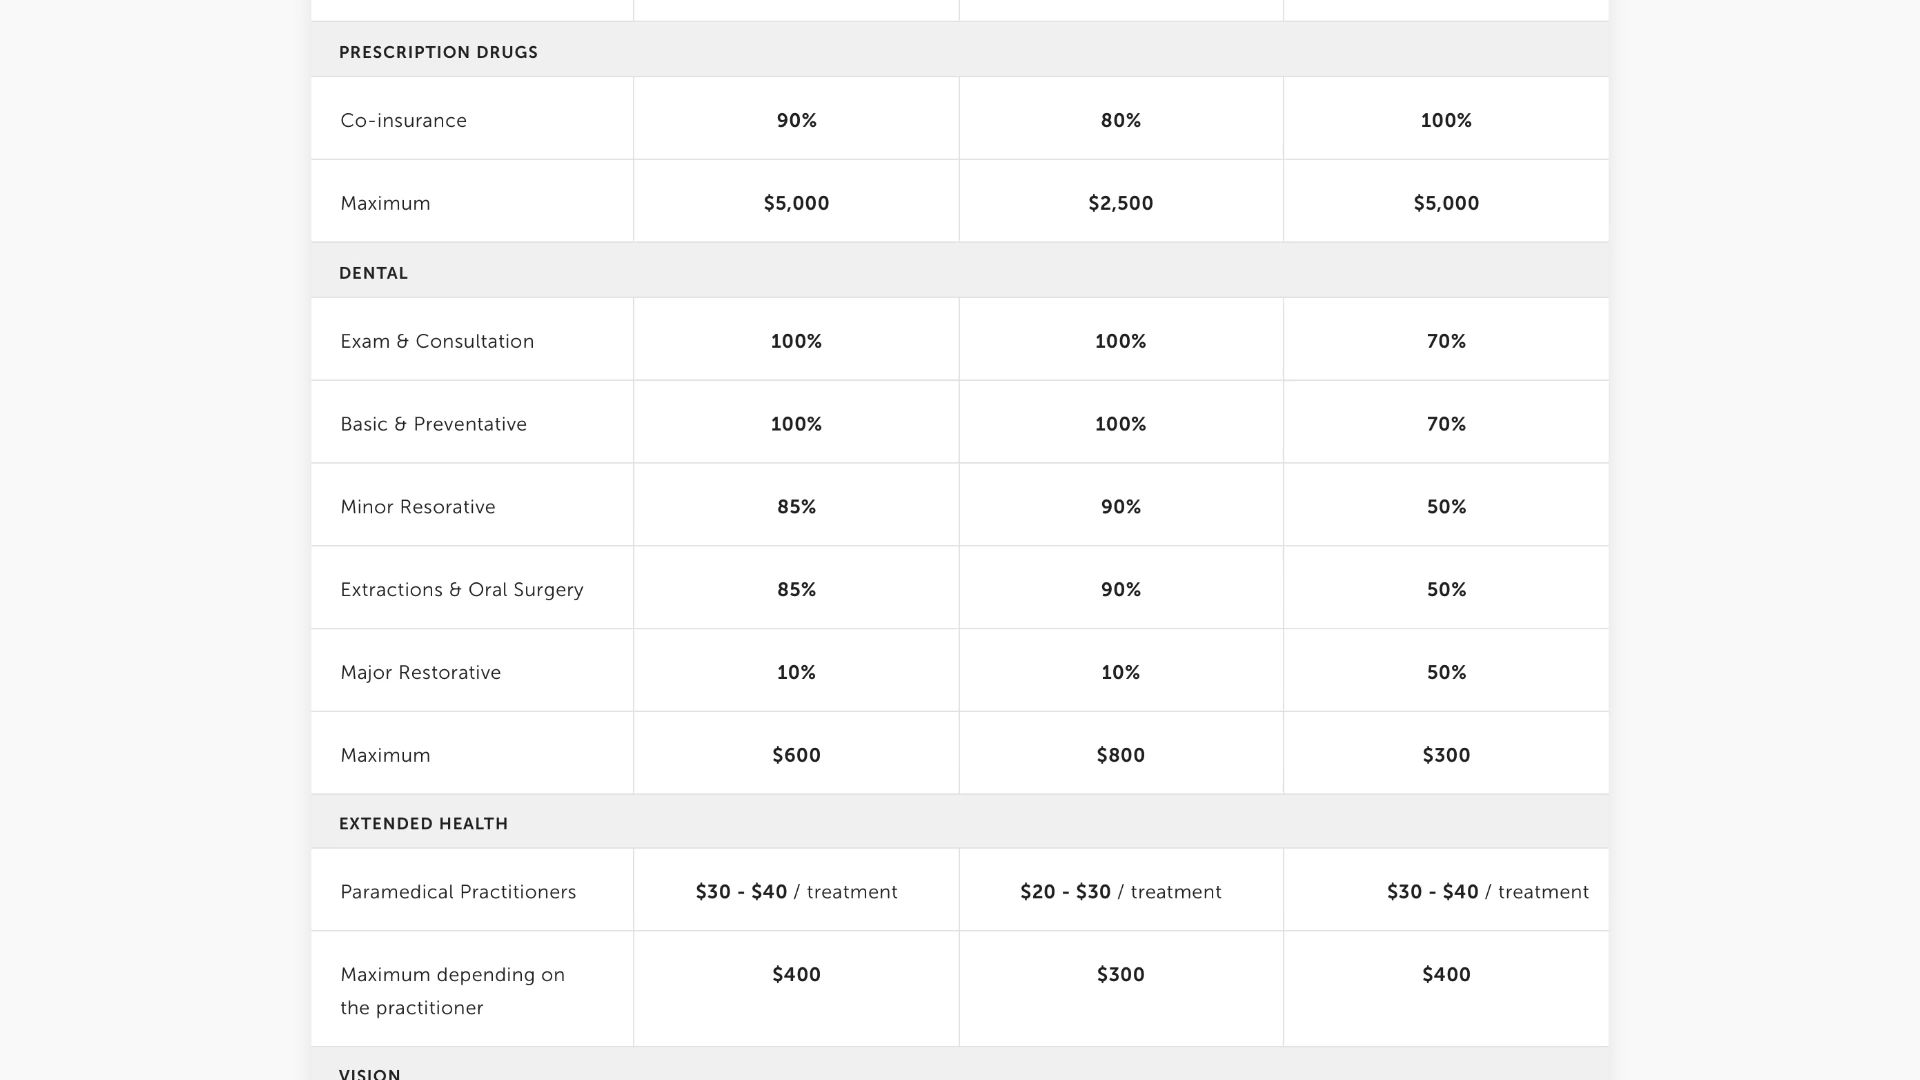 PRESCRIPTION DRUGS
Co-insurance 90% 80% 100%
Maximum $5,000 $2,500 $5,000
DENTAL
Exam & Consultation 100% 100% 70%
Basic & Preventative 100% 100% 70%
Minor Resorative 85% 90% 50%
Extractions & Oral Surgery 85% 90% 50%
Major Restorative 10% 10% 50%
Maximum $600 $800 $300
EXTENDED HEALTH
Paramedical Practitioners $30 - $40 / treatment $20 - $30 / treatment $30 - $40 / treatment
Maximum depending on $400 $300 $400
the practitioner
VISION